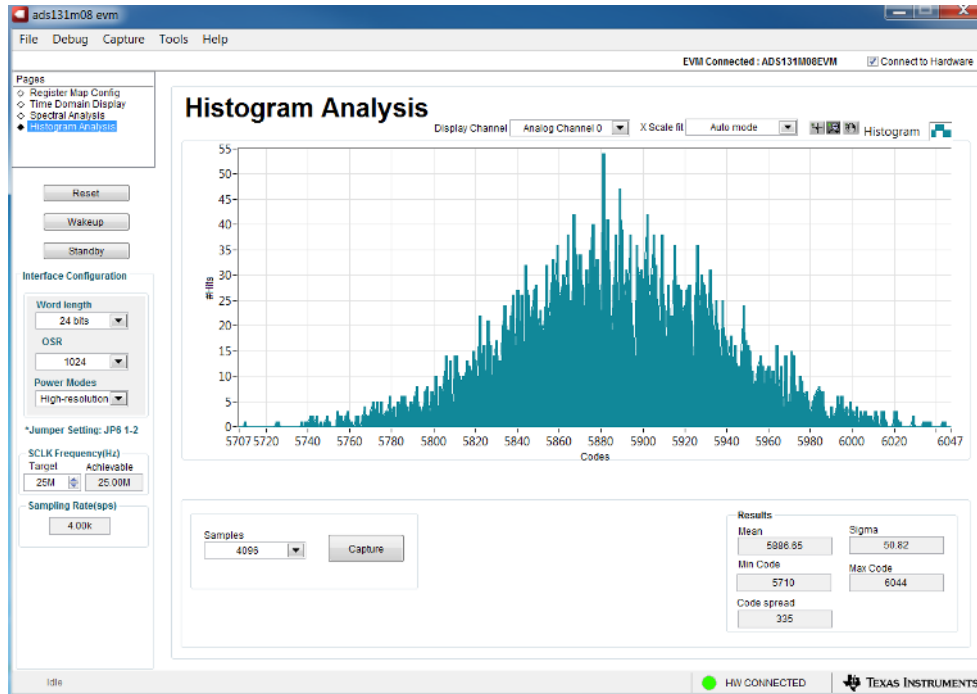 ads131m08 evm
File Debug Capture Tools Help
EVM Connected : ADS131M08EVM Connect to Hardware
Pages
Register Map Config
Time Domain Display
Spectral Analysis
Histogram Analysis
Reset
Wakeup
Standby
Interface Configuration
Word length
24 bits
OSR
1024
Power Modes
High-resolution
*Jumper Setting: JP6 1-2
SCLK Frequency(Hz)
Target Achievable
25M 25.00M
Sampling Rate(sps)
4.00k
Histogram Analysis
Display Channel Analog Channel 0 X Scale fit Auto mode Histogram
55
50
45
40
35
30
25
20
15
10
5
0
#Hits
5707 5720 5740 5760 5780 5800 5820 5840 5860 5880 5900 5920 5940 5960 5980 6000 6020 6047
Codes
Samples
4096
Capture
Results
Mean Sigma
5886.65 50.82
Min Code Max Code
5710 6044
Code spread
335
Idle HW CONNECTED TEXAS INSTRUMENTS